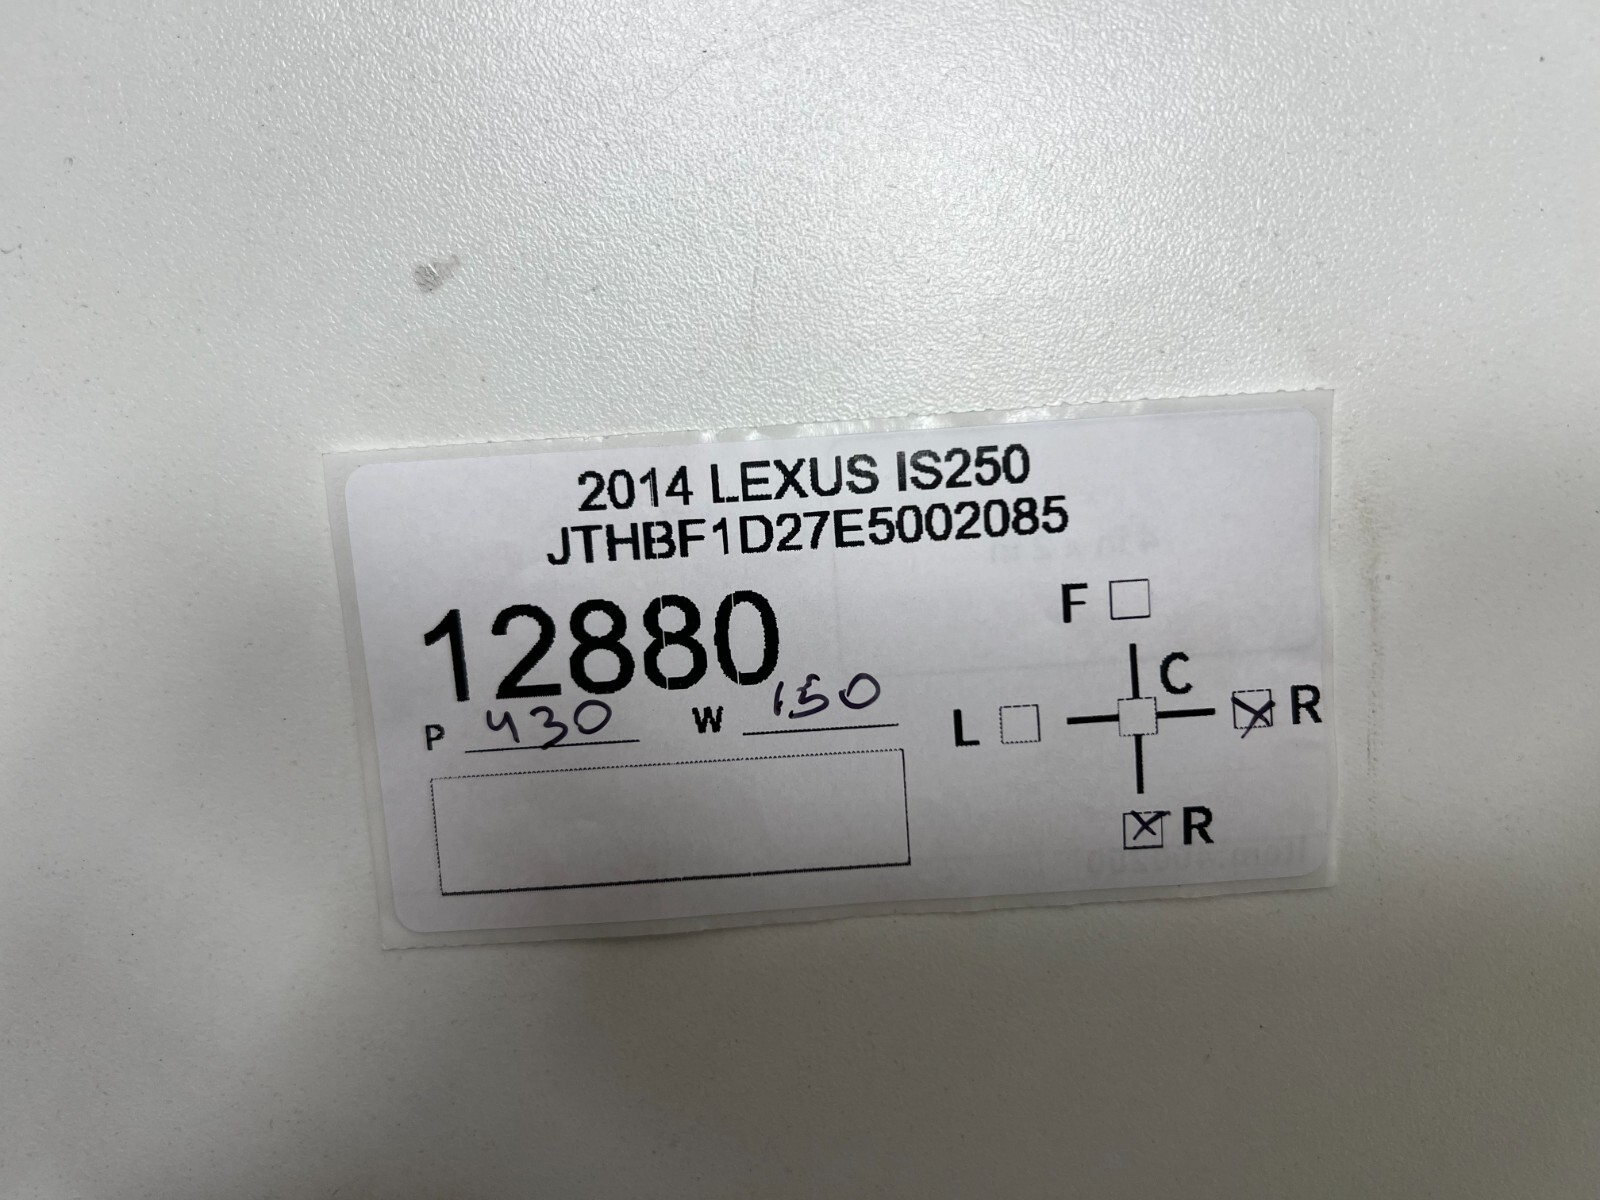 2014 LEXUS IS250
JTHBF1D27E5002085
12880
P 430 W 150
F
C
L R
R